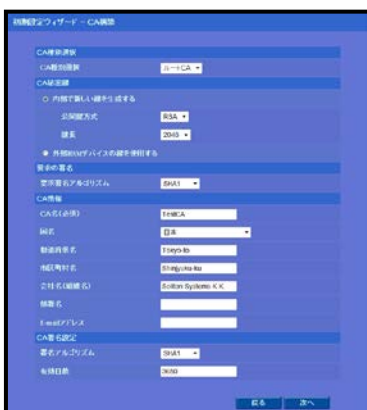 初期設定ウィザード - CA構築
CA種別選択
CA種別選択 ルートCA
CA秘密鍵
内部で新しい鍵を生成する
公開鍵方式 RSA
鍵長 2048
外部HSMデバイスの鍵を使用する
要求の署名
要求署名アルゴリズム SHA1
CA情報
CA名(必須) TestCA
国名 日本
都道府県名 Tokyo-to
市区町村名 Shinjyuku-ku
会社名(組織名) Soliton Systems K.K.
部署名
E-mailアドレス
CA署名設定
署名アルゴリズム SHA1
有効日数 3650
戻る 次へ